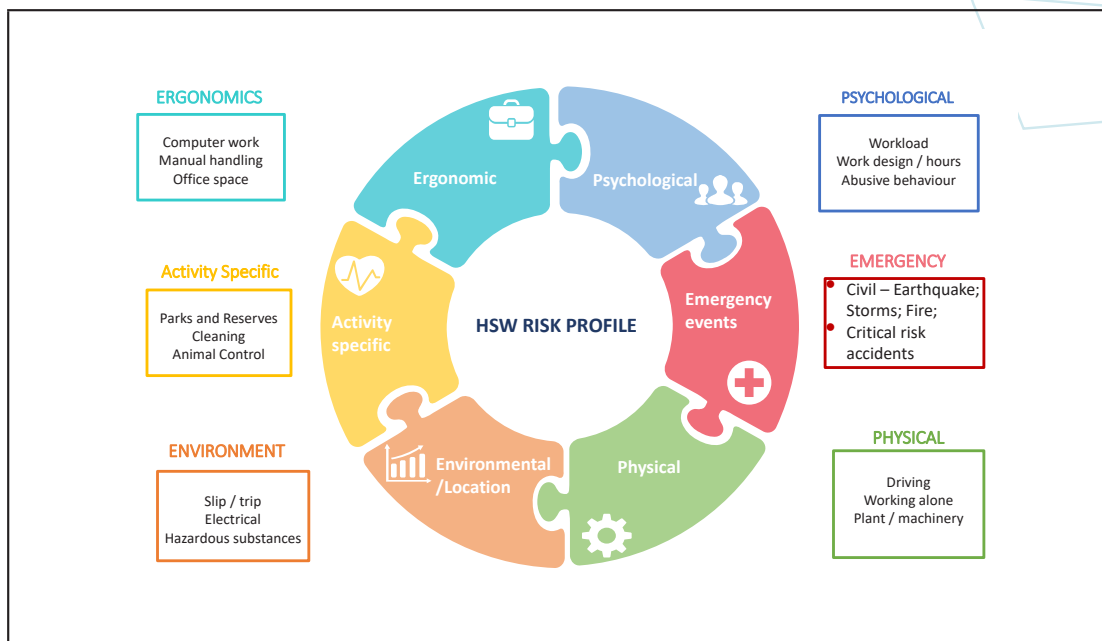 ERGONOMICS
Computer work
Manual handling
Office space
PSYCHOLOGICAL
Workload
Work design / hours
Abusive behaviour
Activity Specific
Parks and Reserves
Cleaning
Animal Control
EMERGENCY
• Civil – Earthquake;
Storms; Fire;
• Critical risk
accidents
ENVIRONMENT
Slip / trip
Electrical
Hazardous substances
PHYSICAL
Driving
Working alone
Plant / machinery
Ergonomic
Psychological
Emergency
events
Physical
Environmental
/Location
Activity
specific
HSW RISK PROFILE